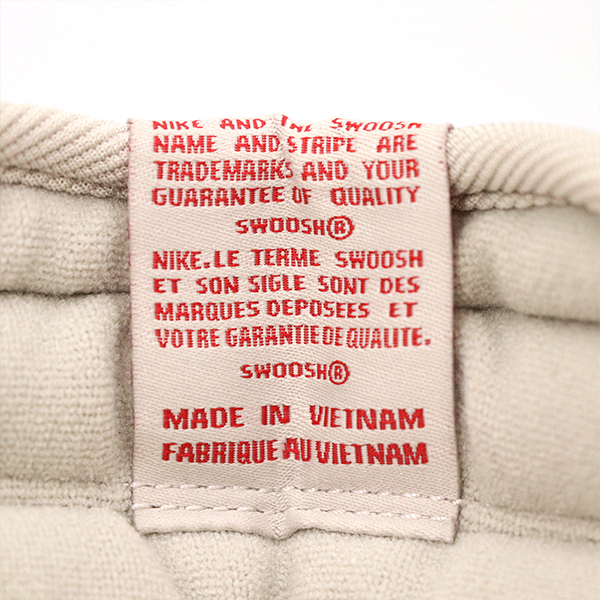 NIKE AND THE SWOOSH
NAME AND STRIPE ARE
TRADEMARKS AND YOUR
GUARANTEE OF QUALITY
SWOOSH®
NIKE.LE TERME SWOOSH
ET SON SIGLE SONT DES
MARQUES DEPOSEES ET
VOTRE GARANTIE DE QUALITE.
SWOOSH®
MADE IN VIETNAM
FABRIQUE AU VIETNAM